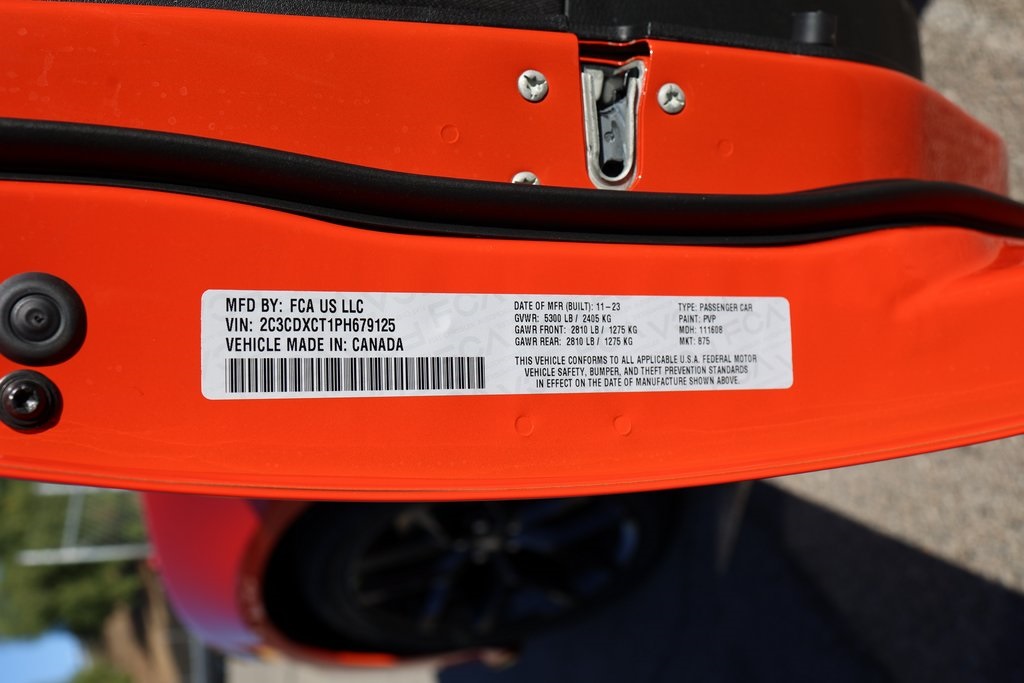 MFD BY: FCA US LLC
VIN: 2C3CDXCT1PH679125
VEHICLE MADE IN: CANADA
DATE OF MFR (BUILT): 11-23
GVWR: 5300 LB / 2405 KG
GAWR FRONT: 2810 LB / 1275 KG
GAWR REAR: 2810 LB / 1275 KG
TYPE: PASSENGER CAR
PAINT: PVP
MDH: 111608
MKT: B75
THIS VEHICLE CONFORMS TO ALL APPLICABLE U.S.A. FEDERAL MOTOR
VEHICLE SAFETY, BUMPER, AND THEFT PREVENTION STANDARDS
IN EFFECT ON THE DATE OF MANUFACTURE SHOWN ABOVE.